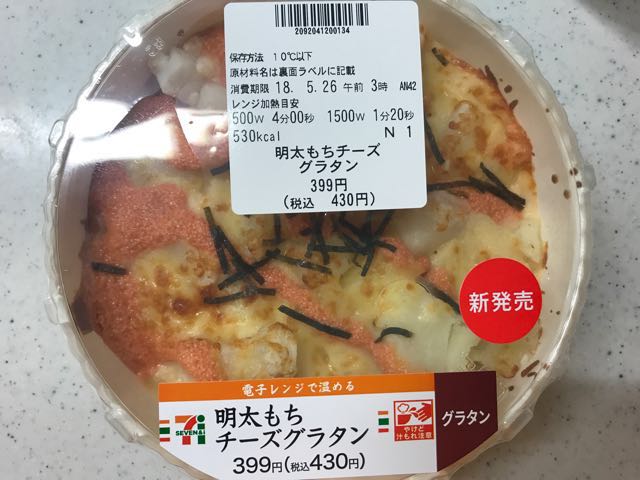 2092041200134
保存方法 10℃以下
原材料名は裏面ラベルに記載
消費期限 18. 5.26 午前 3時 AN42
レンジ加熱目安
500W 4分00秒 1500W 1分20秒
530kcal N 1
明太もちチーズ
グラタン
399円
(税込 430円)
新発売
電子レンジで温める
SEVEN&i
明太もち
チーズグラタン
399円(税込430円)
やけど
汁もれ注意
グラタン